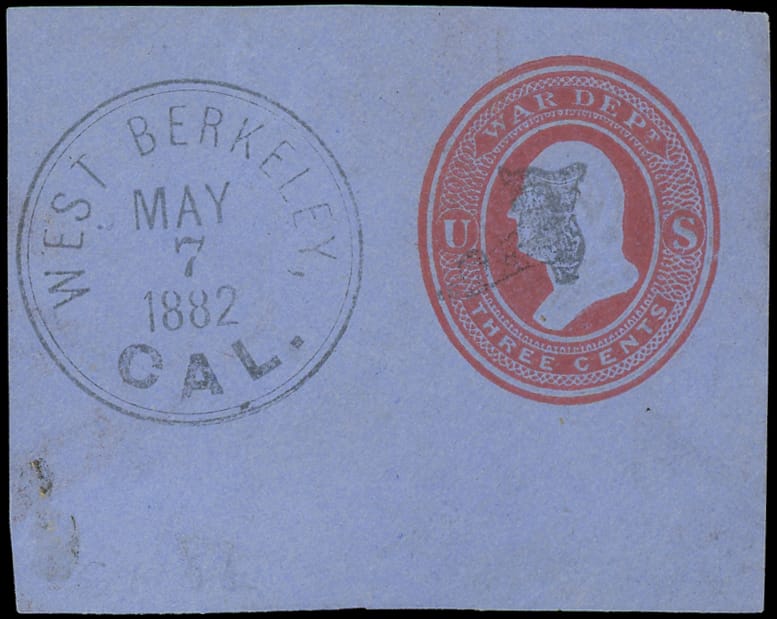 WEST BERKELEY,
MAY
7
1882
CAL.
WAR DEPT.
U S
THREE CENTS